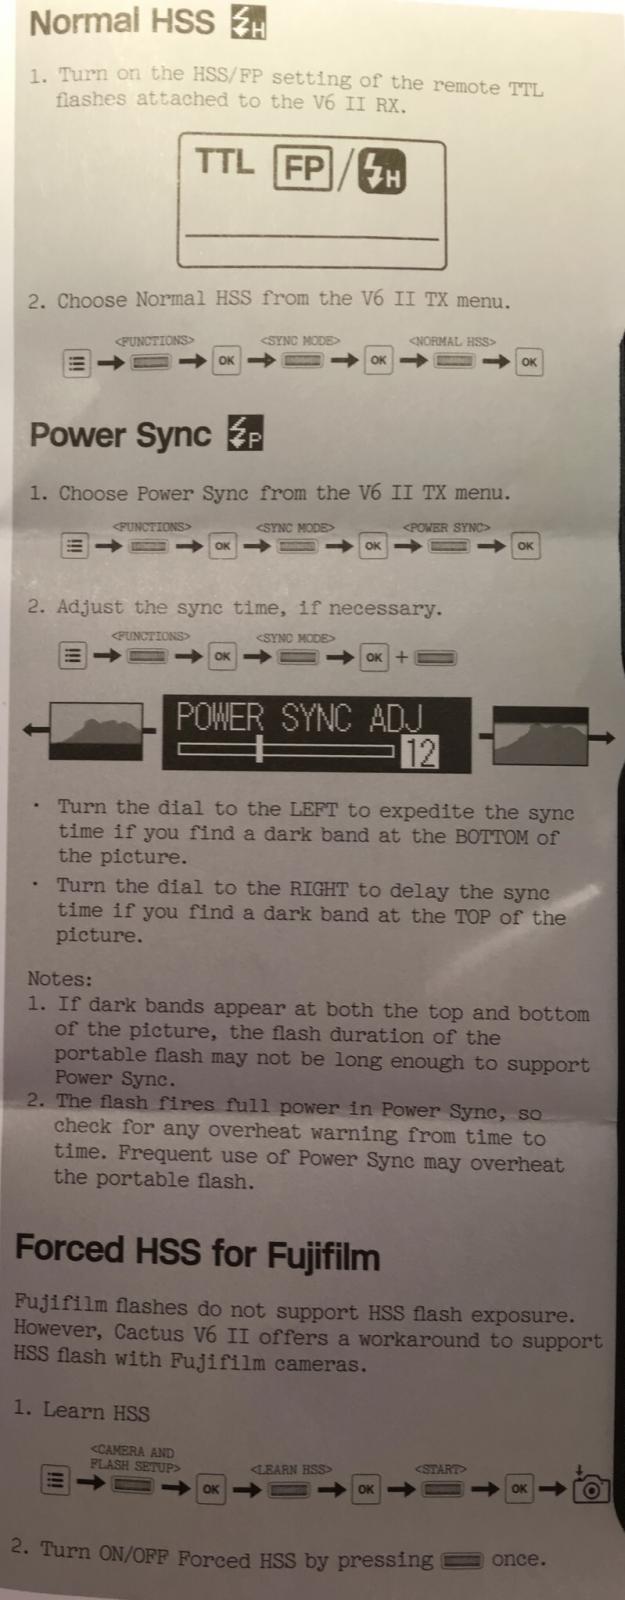 Normal HSS H
1. Turn on the HSS/FP setting of the remote TTL
flashes attached to the V6 II RX.
TTL FP / H
2. Choose Normal HSS from the V6 II TX menu.
<FUNCTIONS> <SYNC MODE> <NORMAL HSS>
OK OK OK
Power Sync P
1. Choose Power Sync from the V6 II TX menu.
<FUNCTIONS> <SYNC MODE> <POWER SYNC>
OK OK OK
2. Adjust the sync time, if necessary.
<FUNCTIONS> <SYNC MODE>
OK OK +
POWER SYNC ADJ
12
· Turn the dial to the LEFT to expedite the sync
time if you find a dark band at the BOTTOM of
the picture.
· Turn the dial to the RIGHT to delay the sync
time if you find a dark band at the TOP of the
picture.
Notes:
1. If dark bands appear at both the top and bottom
of the picture, the flash duration of the
portable flash may not be long enough to support
Power Sync.
2. The flash fires full power in Power Sync, so
check for any overheat warning from time to
time. Frequent use of Power Sync may overheat
the portable flash.
Forced HSS for Fujifilm
Fujifilm flashes do not support HSS flash exposure.
However, Cactus V6 II offers a workaround to support
HSS flash with Fujifilm cameras.
1. Learn HSS
<CAMERA AND
FLASH SETUP> <LEARN HSS> <START>
OK OK OK
2. Turn ON/OFF Forced HSS by pressing once.